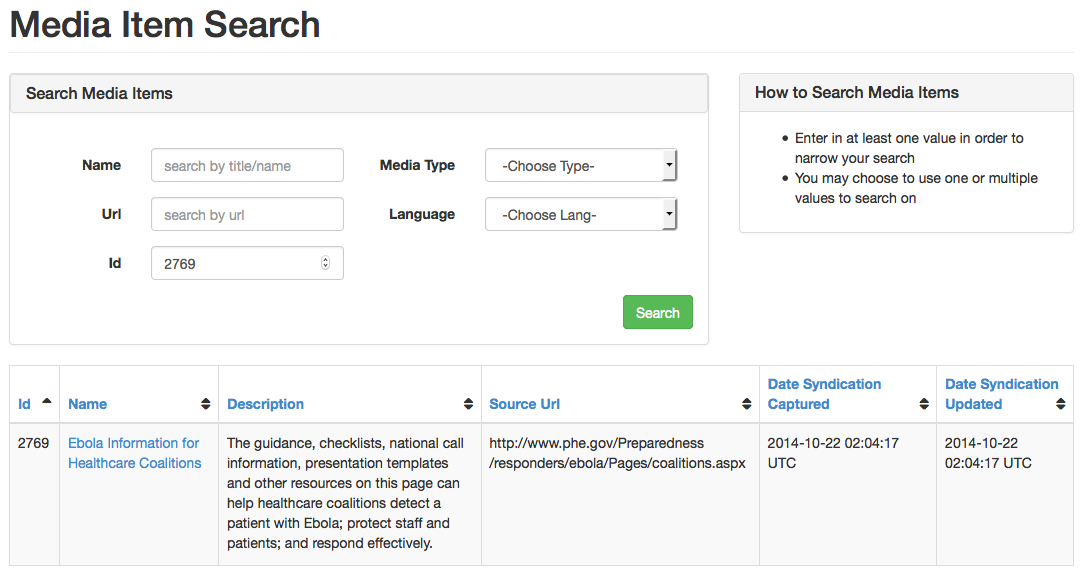 Media Item Search
Search Media Items
Name
search by title/name
Media Type
-Choose Type-
Url
search by url
Language
-Choose Lang-
Id
2769
Search
How to Search Media Items
Enter in at least one value in order to
narrow your search
You may choose to use one or multiple
values to search on
Id
Name
Description
Source Url
Date Syndication
Captured
Date Syndication
Updated
2769
Ebola Information for
Healthcare Coalitions
The guidance, checklists, national call
information, presentation templates
and other resources on this page can
help healthcare coalitions detect a
patient with Ebola; protect staff and
patients; and respond effectively.
http://www.phe.gov/Preparedness
/responders/ebola/Pages/coalitions.aspx
2014-10-22 02:04:17
UTC
2014-10-22
02:04:17 UTC